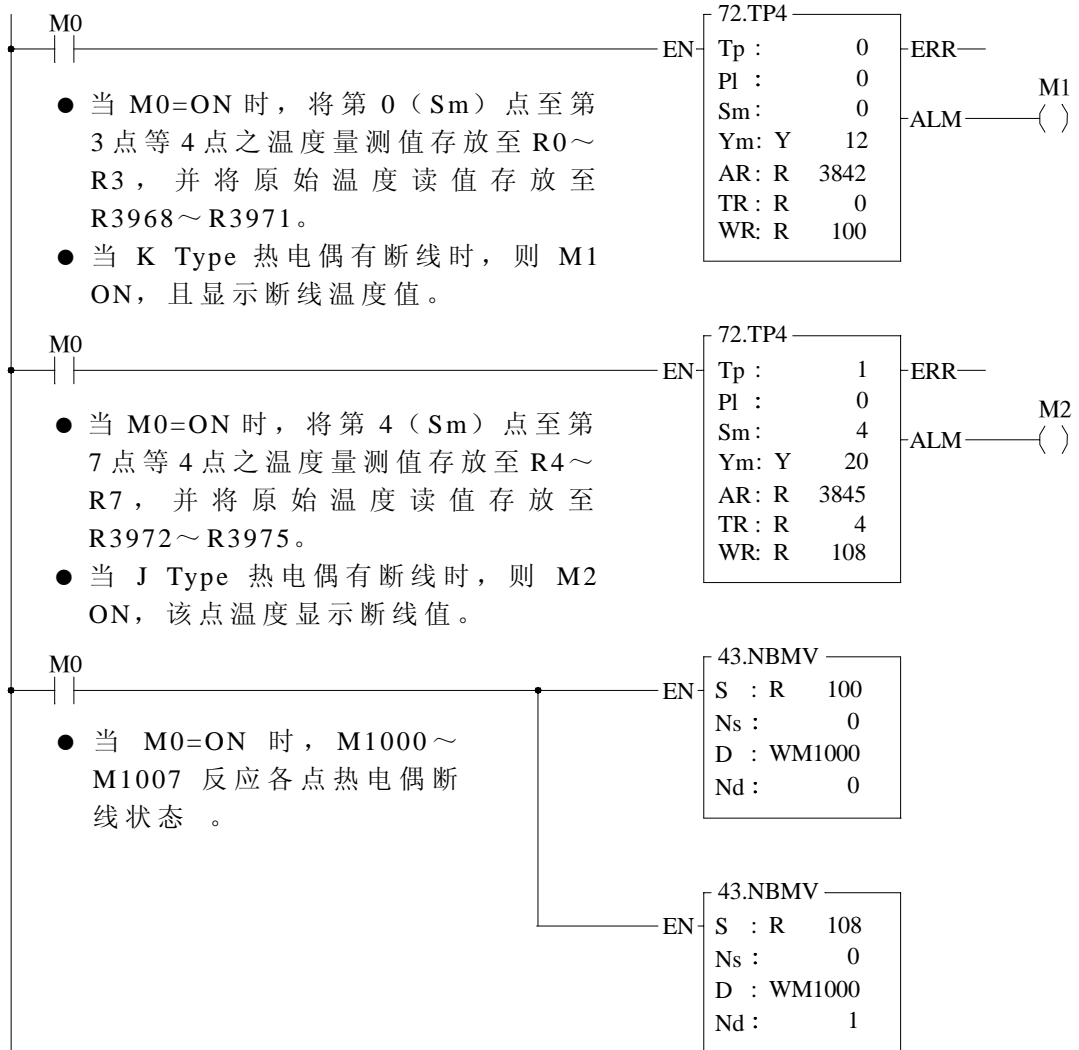 M0
EN
72.TP4
Tp : 0
Pl : 0
Sm : 0
Ym: Y 12
AR : R 3842
TR : R 0
WR: R 100
ERR
ALM
M1
( )
● 当 M0=ON 时，将第 0（Sm）点至第
3 点等 4 点之温度量测值存放至 R0～
R3，并将原始温度读值存放至
R3968～R3971。
● 当 K Type 热电偶有断线时，则 M1
ON，且显示断线温度值。
M0
EN
72.TP4
Tp : 1
Pl : 0
Sm : 4
Ym: Y 20
AR : R 3845
TR : R 4
WR: R 108
ERR
ALM
M2
( )
● 当 M0=ON 时，将第 4（Sm）点至第
7 点等 4 点之温度量测值存放至 R4～
R7，并将原始温度读值存放至
R3972～R3975。
● 当 J Type 热电偶有断线时，则 M2
ON，该点温度显示断线值。
M0
EN
43.NBMV
S : R 100
Ns : 0
D : WM1000
Nd : 0
● 当 M0=ON 时，M1000～
M1007 反应各点热电偶断
线状态 。
EN
43.NBMV
S : R 108
Ns : 0
D : WM1000
Nd : 1